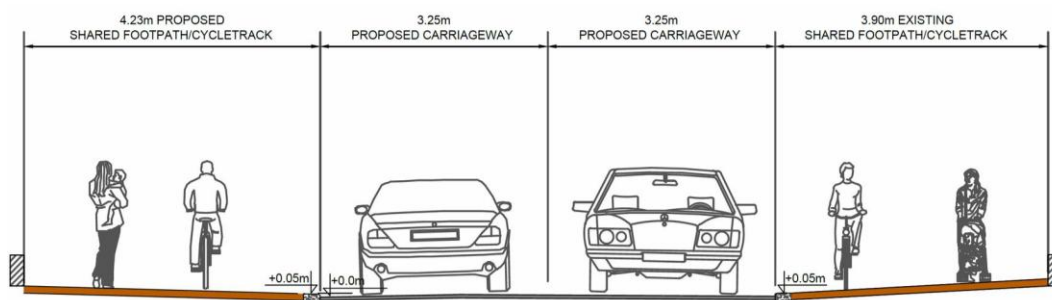 4.23m PROPOSED
SHARED FOOTPATH/CYCLETRACK
3.25m
PROPOSED CARRIAGEWAY
3.25m
PROPOSED CARRIAGEWAY
3.90m EXISTING
SHARED FOOTPATH/CYCLETRACK
+0.05m
+0.0m
+0.05m